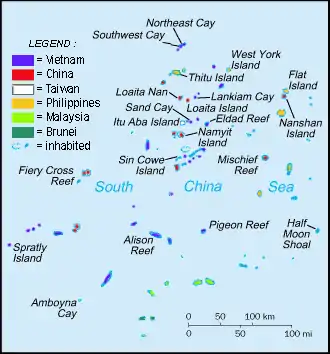 Northeast Cay
Southwest Cay
LEGEND :
= Vietnam
= China
= Taiwan
= Philippines
= Malaysia
= Brunei
= inhabited
West York
Island
Thitu Island
Flat
Island
Loaita Nan
Lankiam Cay
Sand Cay
Loaita Island
Itu Aba Island
Eldad Reef
Nanshan
Island
Namyit
Island
Sin Cowe
Island
Mischief
Reef
Fiery Cross
Reef
South China Sea
Spratly
Island
Alison
Reef
Pigeon Reef
Half
Moon
Shoal
Amboyna
Cay
0 50 100 km
0 50 100 mi